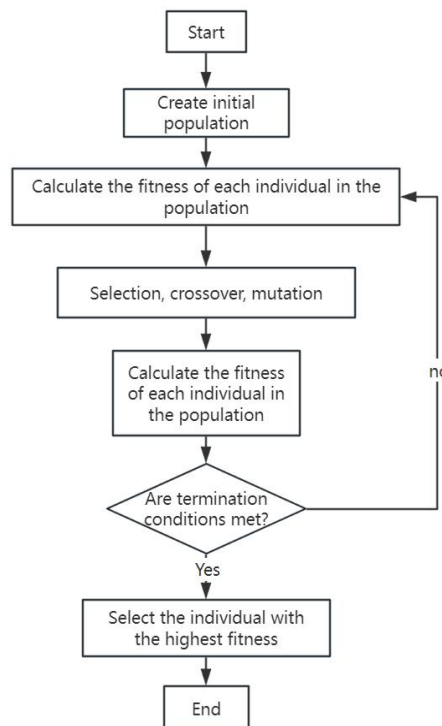 Start
Create initial
population
Calculate the fitness of each individual in the
population
Selection, crossover, mutation
Calculate the fitness
of each individual in
the population
no
Are termination
conditions met?
Yes
Select the individual with
the highest fitness
End